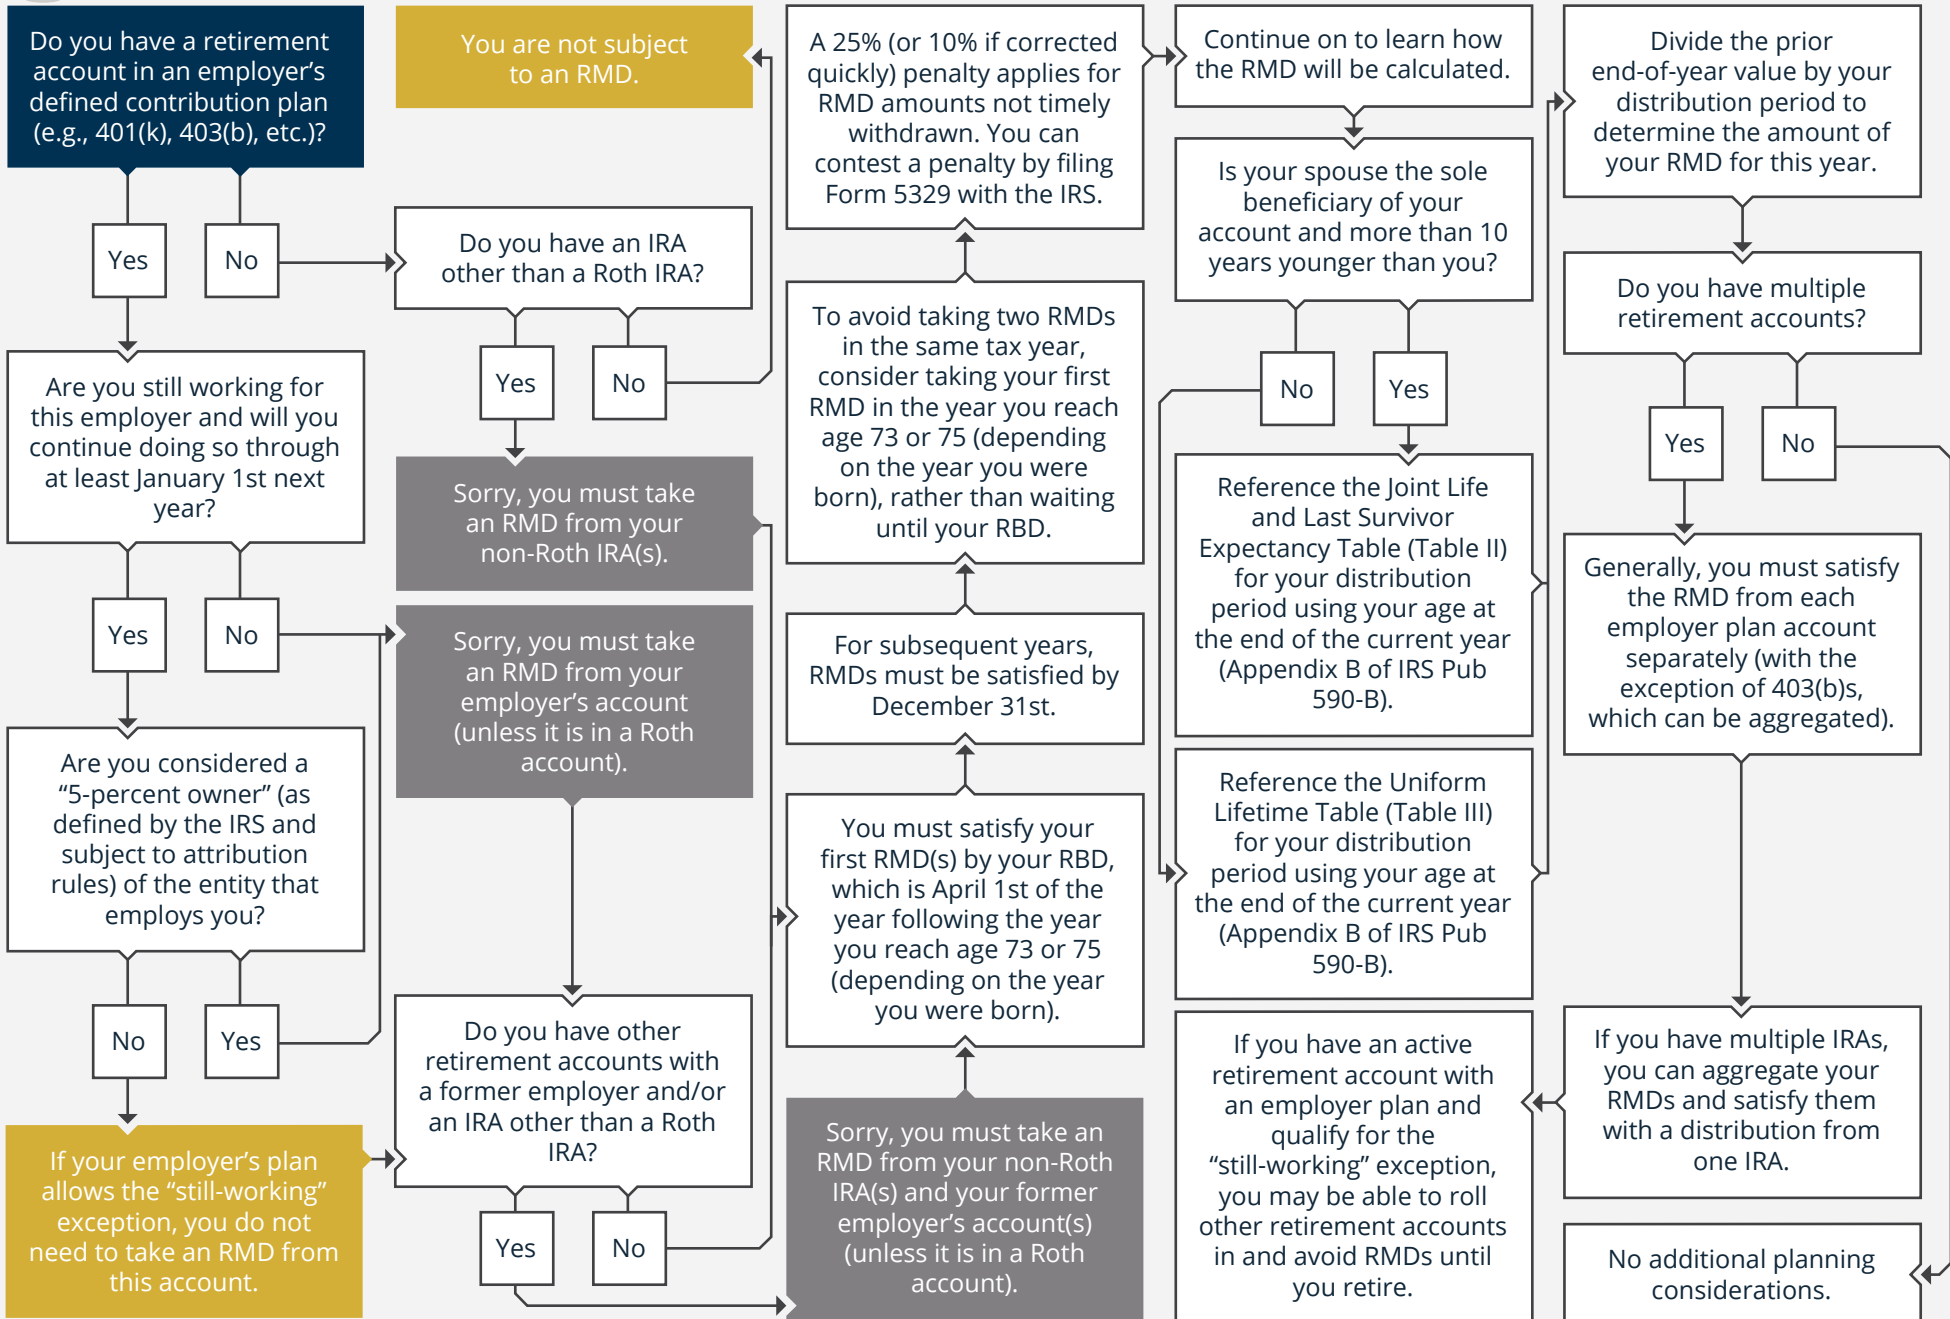 Do you have a retirement
account in an employer’s
defined contribution plan
(e.g., 401(k), 403(b), etc.)?
Yes
No
Are you still working for
this employer and will you
continue doing so through
at least January 1st next
year?
Yes
No
Are you considered a
“5-percent owner” (as
defined by the IRS and
subject to attribution
rules) of the entity that
employs you?
No
Yes
If your employer’s plan
allows the “still-working”
exception, you do not
need to take an RMD from
this account.
You are not subject
to an RMD.
Do you have an IRA
other than a Roth IRA?
Yes
No
Sorry, you must take
an RMD from your
non-Roth IRA(s).
Sorry, you must take
an RMD from your
employer’s account
(unless it is in a Roth
account).
Do you have other
retirement accounts with
a former employer and/or
an IRA other than a Roth
IRA?
Yes
No
A 25% (or 10% if corrected
quickly) penalty applies for
RMD amounts not timely
withdrawn. You can
contest a penalty by filing
Form 5329 with the IRS.
To avoid taking two RMDs
in the same tax year,
consider taking your first
RMD in the year you reach
age 73 or 75 (depending
on the year you were
born), rather than waiting
until your RBD.
For subsequent years,
RMDs must be satisfied by
December 31st.
You must satisfy your
first RMD(s) by your RBD,
which is April 1st of the
year following the year
you reach age 73 or 75
(depending on the year
you were born).
Sorry, you must take an
RMD from your non-Roth
IRA(s) and your former
employer’s account(s)
(unless it is in a Roth
account).
Continue on to learn how
the RMD will be calculated.
Is your spouse the sole
beneficiary of your
account and more than 10
years younger than you?
No
Yes
Reference the Joint Life
and Last Survivor
Expectancy Table (Table II)
for your distribution
period using your age at
the end of the current year
(Appendix B of IRS Pub
590-B).
Reference the Uniform
Lifetime Table (Table III)
for your distribution
period using your age at
the end of the current year
(Appendix B of IRS Pub
590-B).
If you have an active
retirement account with
an employer plan and
qualify for the
“still-working” exception,
you may be able to roll
other retirement accounts
in and avoid RMDs until
you retire.
Divide the prior
end-of-year value by your
distribution period to
determine the amount of
your RMD for this year.
Do you have multiple
retirement accounts?
Yes
No
Generally, you must satisfy
the RMD from each
employer plan account
separately (with the
exception of 403(b)s,
which can be aggregated).
If you have multiple IRAs,
you can aggregate your
RMDs and satisfy them
with a distribution from
one IRA.
No additional planning
considerations.